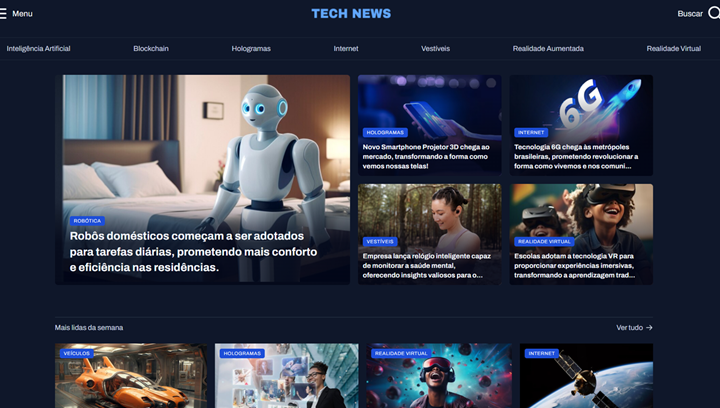 Menu
TECH NEWS
Buscar
Inteligência Artificial
Blockchain
Hologramas
Internet
Vestíveis
Realidade Aumentada
Realidade Virtual
ROBÓTICA
Robôs domésticos começam a ser adotados
para tarefas diárias, prometendo mais conforto
e eficiência nas residências.
HOLOGRAMAS
Novo Smartphone Projetor 3D chega ao
mercado, transformando a forma como
vemos nossas telas!
6G
INTERNET
Tecnologia 6G chega às metrópoles
brasileiras, prometendo revolucionar a
forma como vivemos e nos comuni...
VESTÍVEIS
Empresa lança relógio inteligente capaz
de monitorar a saúde mental,
oferecendo insights valiosos para o...
REALIDADE VIRTUAL
Escolas adotam a tecnologia VR para
proporcionar experiências imersivas,
transformando a aprendizagem trad...
Mais lidas da semana
Ver tudo →
VEÍCULOS
HOLOGRAMAS
REALIDADE VIRTUAL
INTERNET